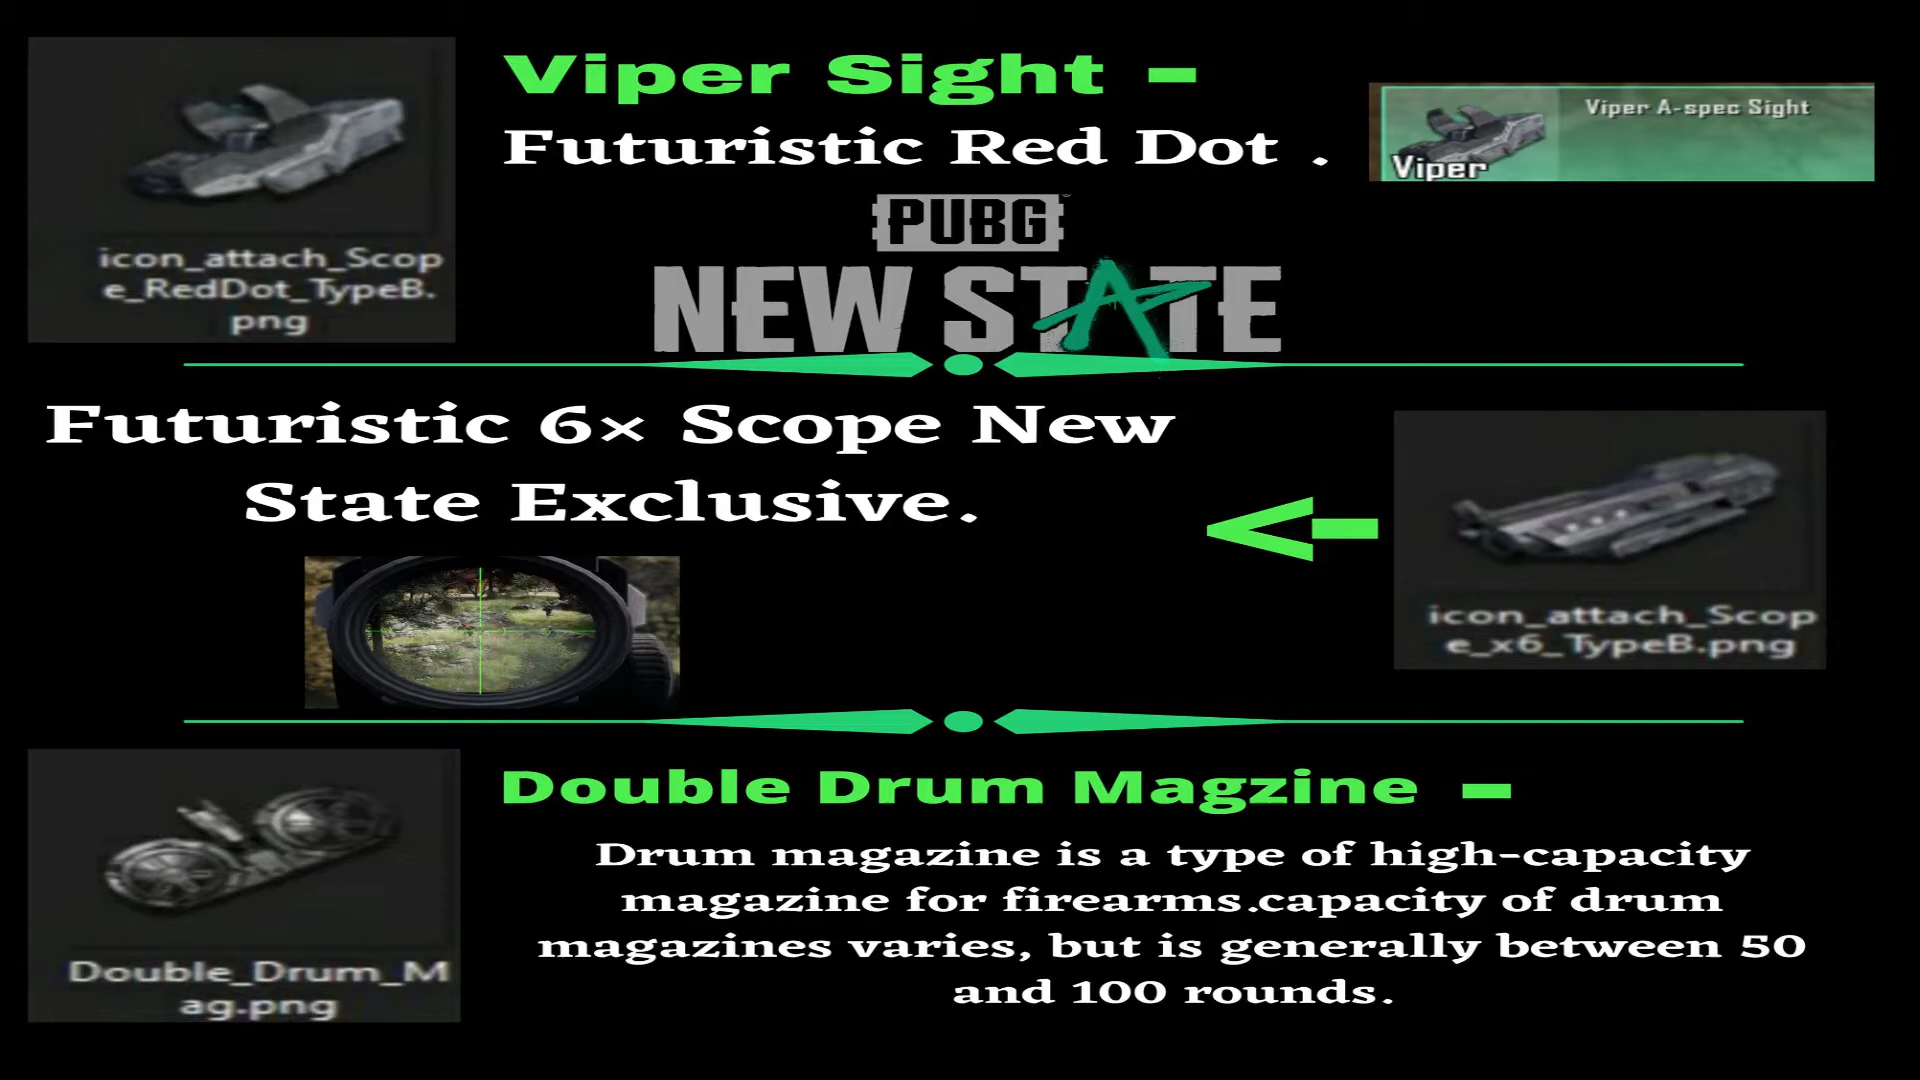 Viper Sight -
Futuristic Red Dot .
Viper A-spec Sight
Viper
icon_attach_Scop
e_RedDot_TypeB.
png
PUBG
NEW STATE
Futuristic 6× Scope New
State Exclusive.
<-
icon_attach_Scop
e_x6_TypeB.png
Double_Drum_M
ag.png
Double Drum Magzine -
Drum magazine is a type of high-capacity
magazine for firearms.capacity of drum
magazines varies, but is generally between 50
and 100 rounds.